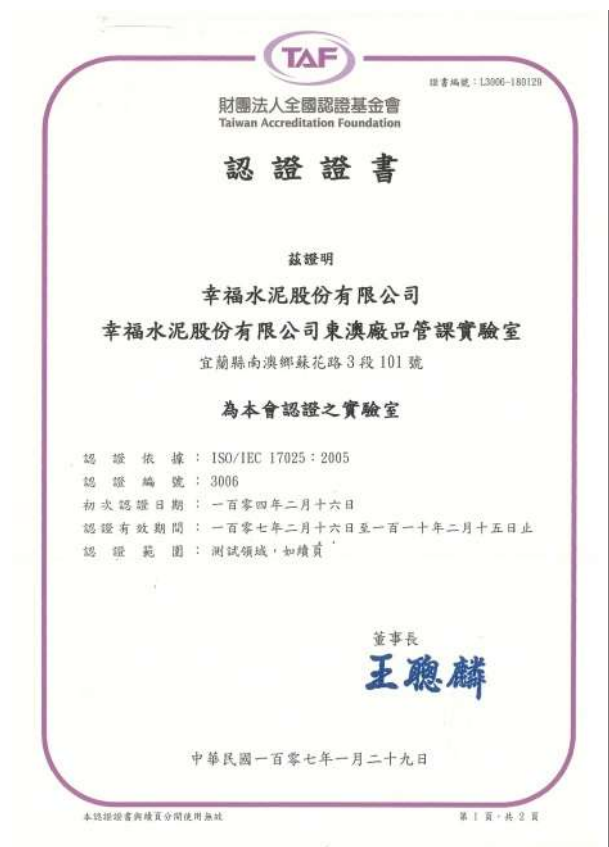 TAF
證書編號：L3006-180129
財團法人全國認證基金會
Taiwan Accreditation Foundation
認證證書
茲證明
幸福水泥股份有限公司
幸福水泥股份有限公司東澳廠品管課實驗室
宜蘭縣南澳鄉蘇花路3段101號
為本會認證之實驗室
認證依據：ISO/IEC 17025：2005
認證編號：3006
初次認證日期：一百零四年二月十六日
認證有效期間：一百零七年二月十六日至一百一十年二月十五日止
認證範圍：測試領域，如續頁
董事長
王聰麟
中華民國一百零七年一月二十九日
本認證證書與續頁分開使用無效
第1頁，共2頁